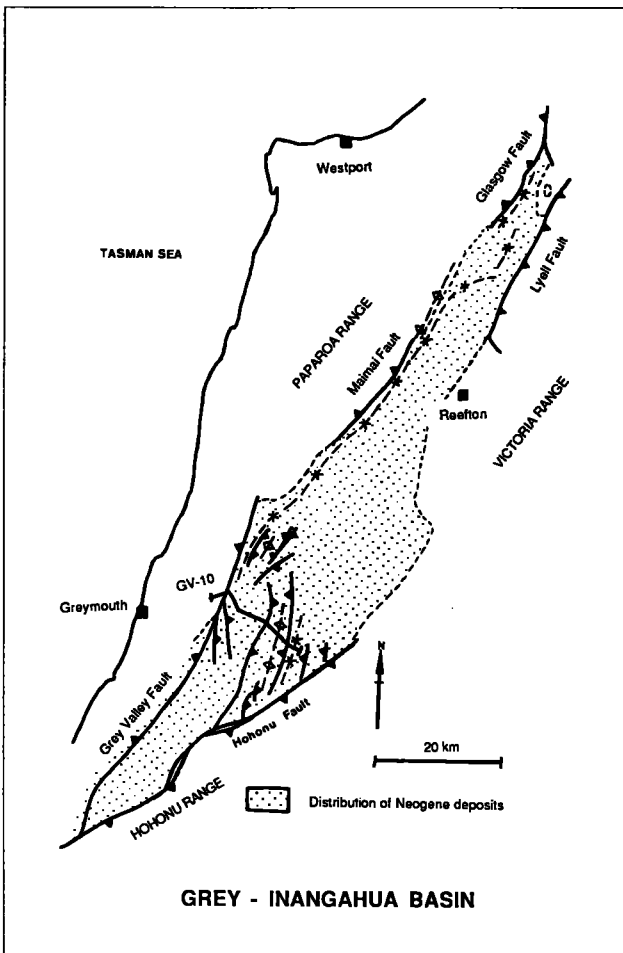 Westport
Glasgow Fault
TASMAN SEA
Lyell Fault
PAPAROA RANGE
Maimai Fault
Reefton
VICTORIA RANGE
GV-10
Greymouth
N
Grey Valley Fault
Hohonu Fault
20 km
HOHONU RANGE
Distribution of Neogene deposits
GREY - INANGAHUA BASIN